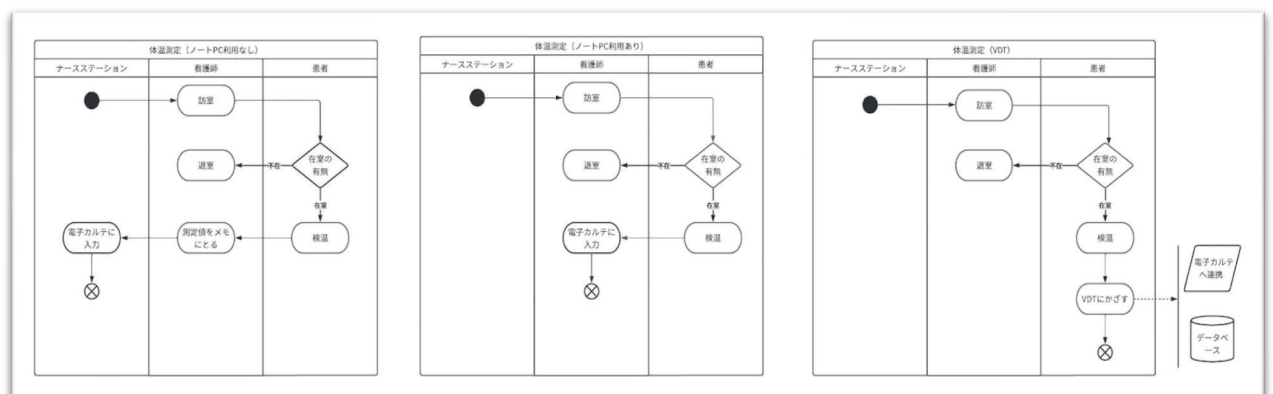 体温測定（ノートPC利用なし）
ナースステーション
看護師
患者
訪室
在室の
有無
不在
退室
在室
検温
測定値をメモ
にとる
電子カルテに
入力
体温測定（ノートPC利用あり）
ナースステーション
看護師
患者
訪室
在室の
有無
不在
退室
在室
検温
電子カルテに
入力
体温測定（VDT）
ナースステーション
看護師
患者
訪室
在室の
有無
不在
退室
在室
検温
VDTにかざす
電子カルテ
へ連携
データベ
ース